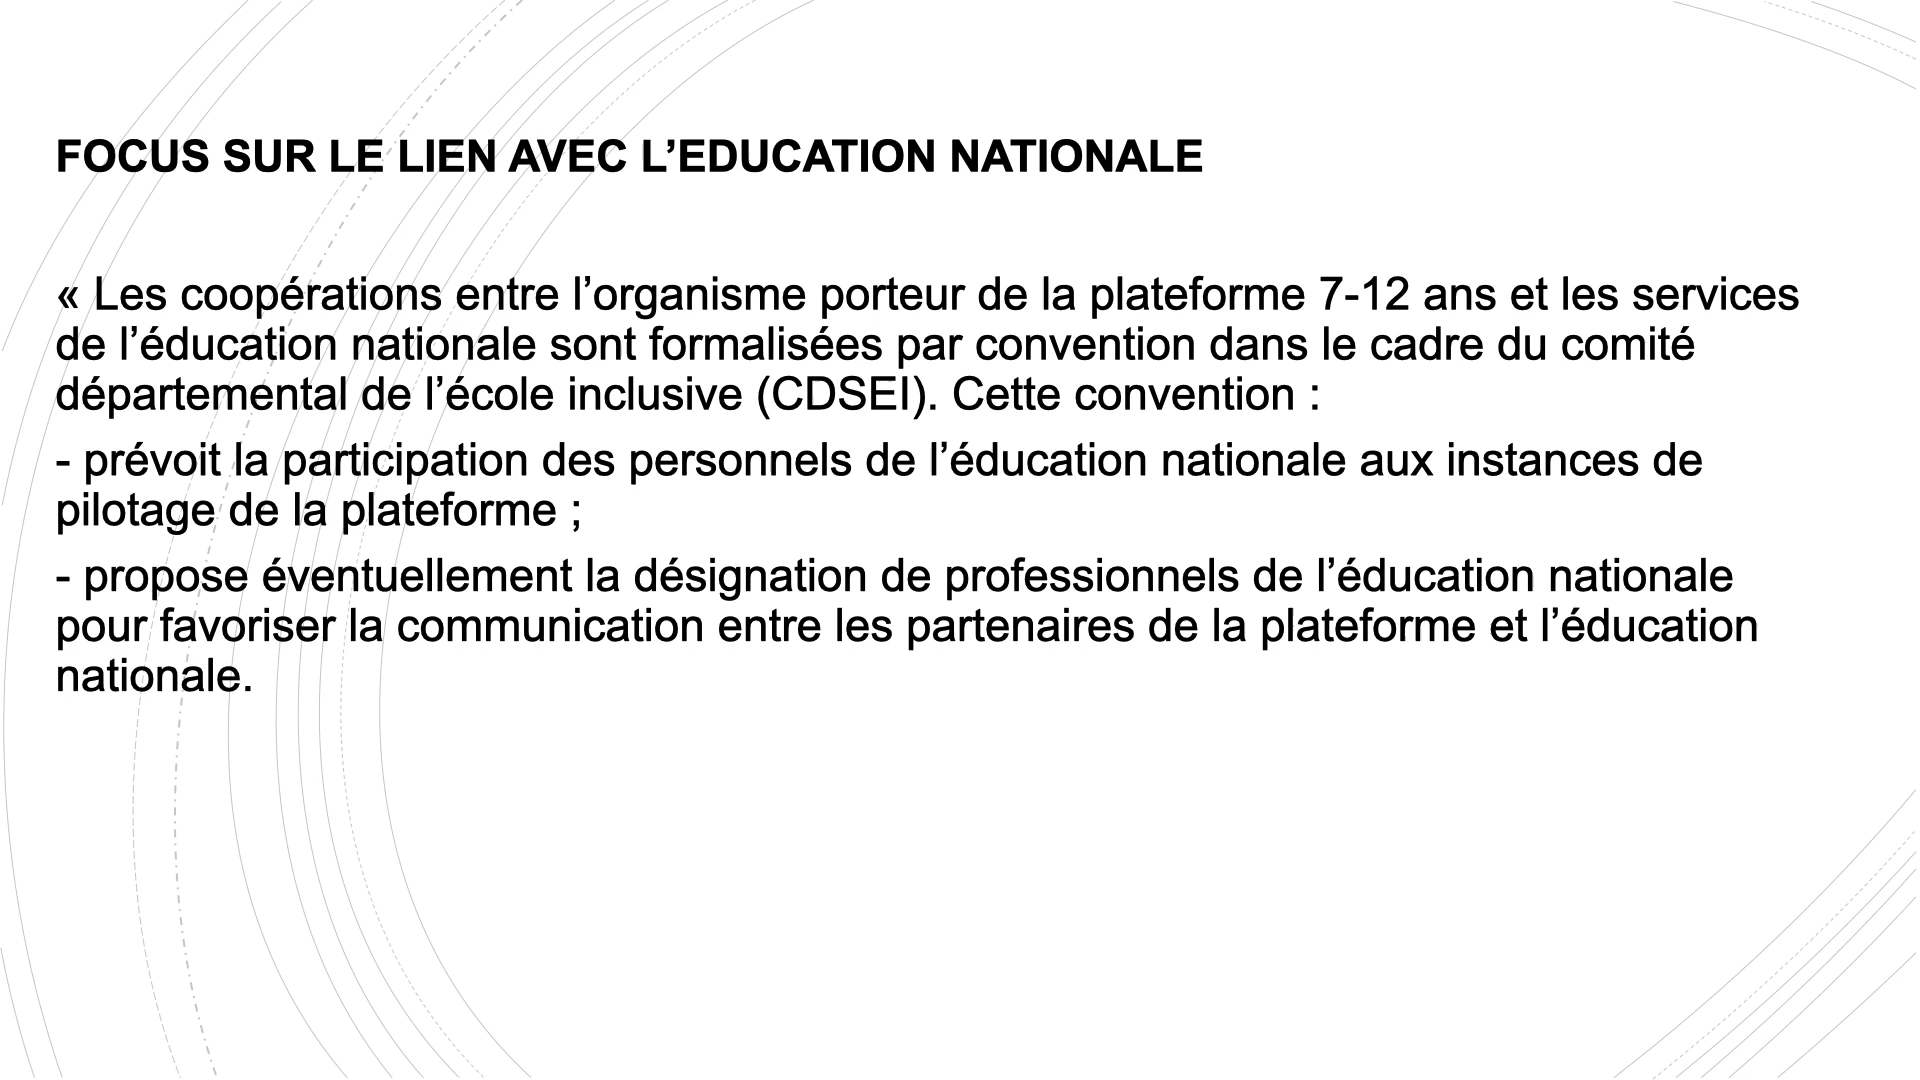 FOCUS SUR LE LIEN AVEC L’EDUCATION NATIONALE
« Les coopérations entre l’organisme porteur de la plateforme 7-12 ans et les services
de l’éducation nationale sont formalisées par convention dans le cadre du comité
départemental de l’école inclusive (CDSEI). Cette convention :
- prévoit la participation des personnels de l’éducation nationale aux instances de
pilotage de la plateforme ;
- propose éventuellement la désignation de professionnels de l’éducation nationale
pour favoriser la communication entre les partenaires de la plateforme et l’éducation
nationale.